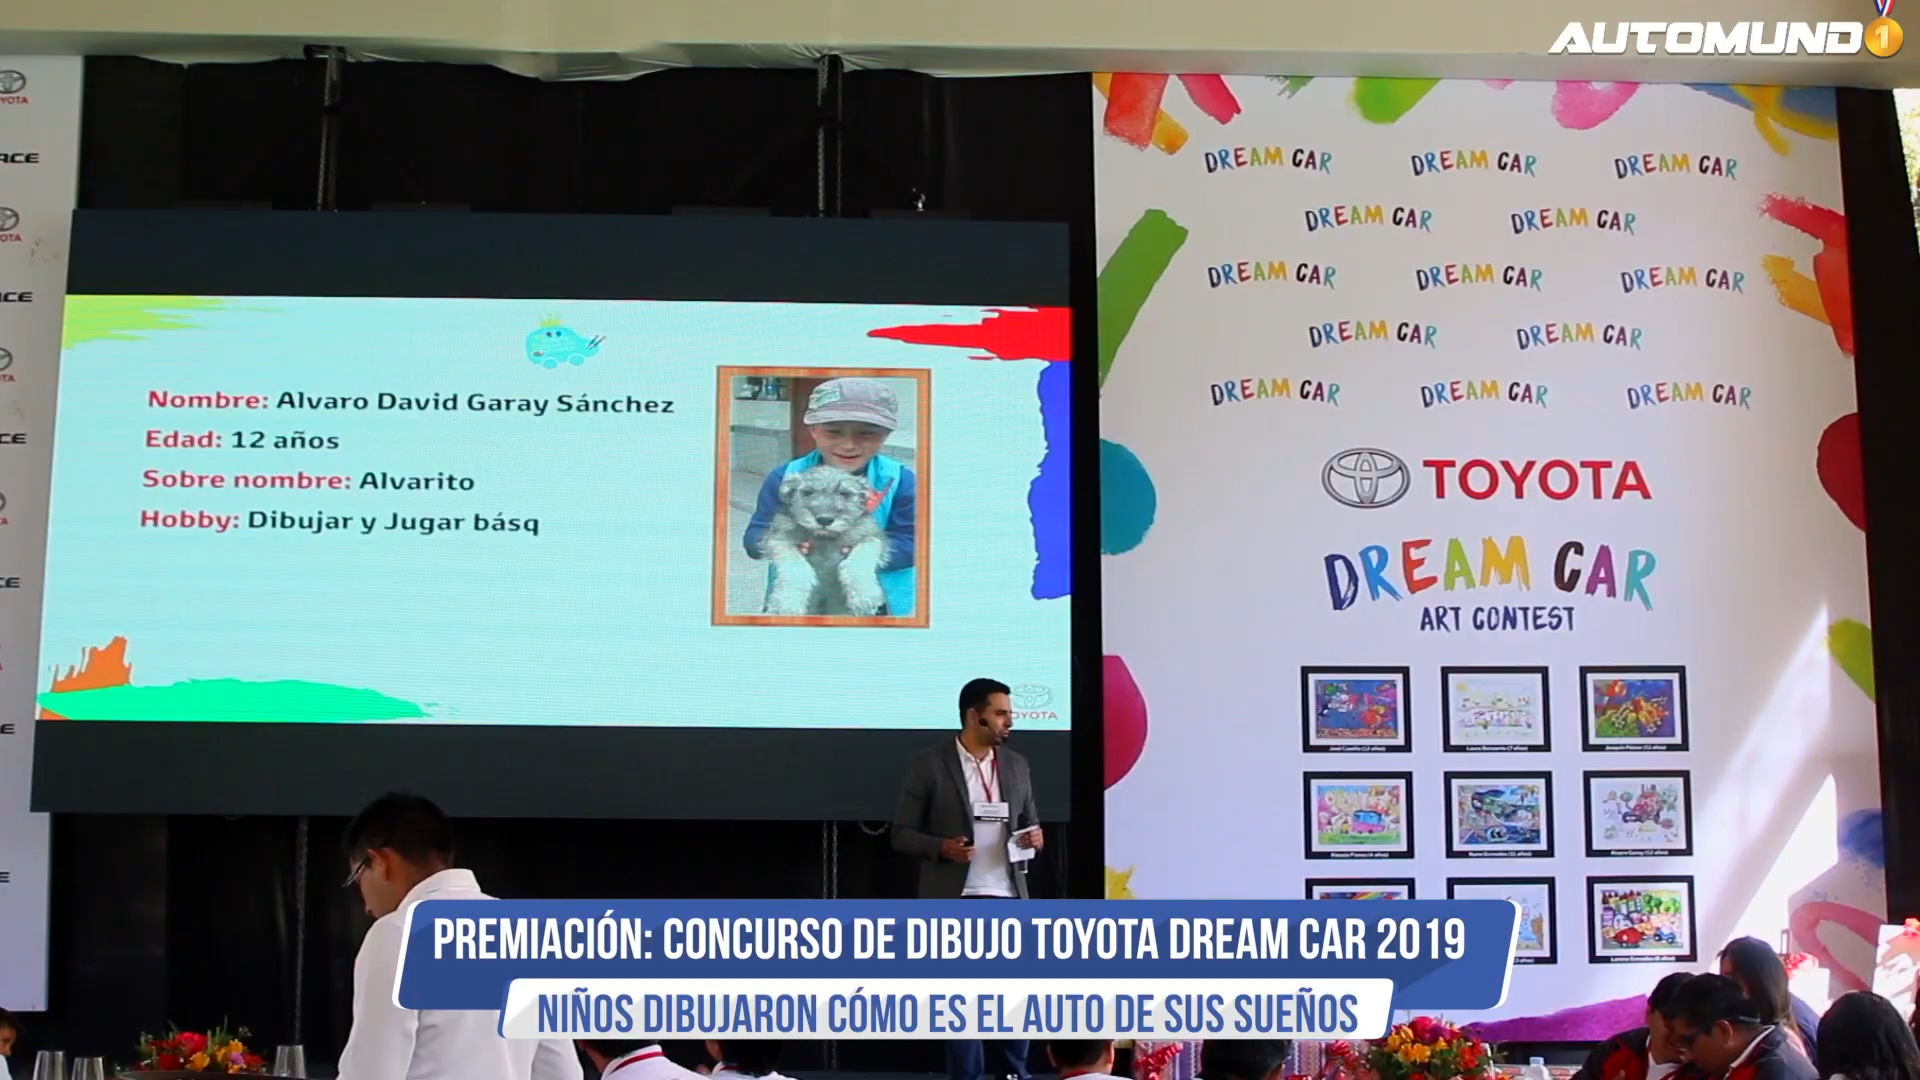 AUTOMUNDO1
TOYOTA
DREAM CAR DREAM CAR DREAM CAR
DREAM CAR DREAM CAR
DREAM CAR DREAM CAR DREAM CAR
DREAM CAR DREAM CAR
DREAM CAR DREAM CAR DREAM CAR
TOYOTA
DREAM CAR
ART CONTEST
Nombre: Alvaro David Garay Sánchez
Edad: 12 años
Sobre nombre: Alvarito
Hobby: Dibujar y Jugar básq
TOYOTA
PREMIACIÓN: CONCURSO DE DIBUJO TOYOTA DREAM CAR 2019
NIÑOS DIBUJARON CÓMO ES EL AUTO DE SUS SUEÑOS